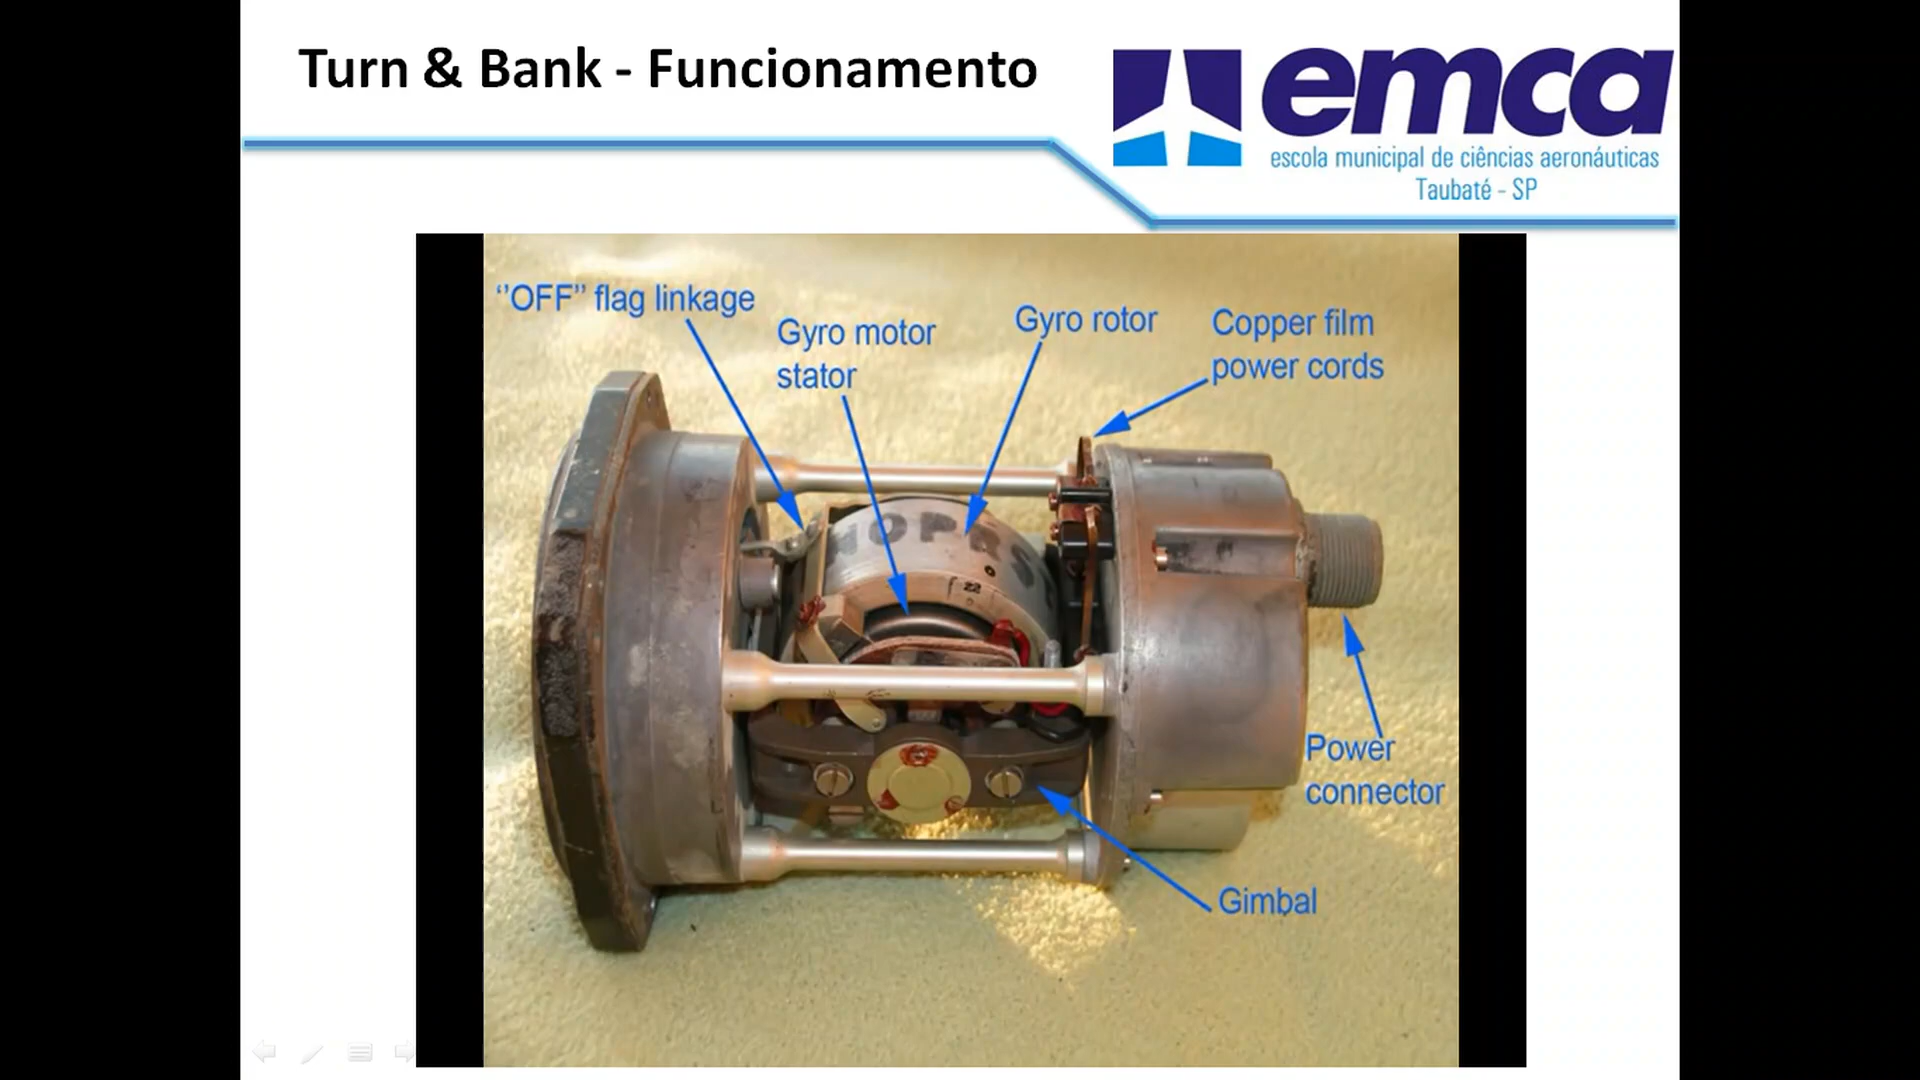 Turn & Bank - Funcionamento
emca
escola municipal de ciências aeronáuticas
Taubaté - SP
‘’OFF’’ flag linkage
Gyro motor
stator
Gyro rotor
Copper film
power cords
22
Power
connector
Gimbal